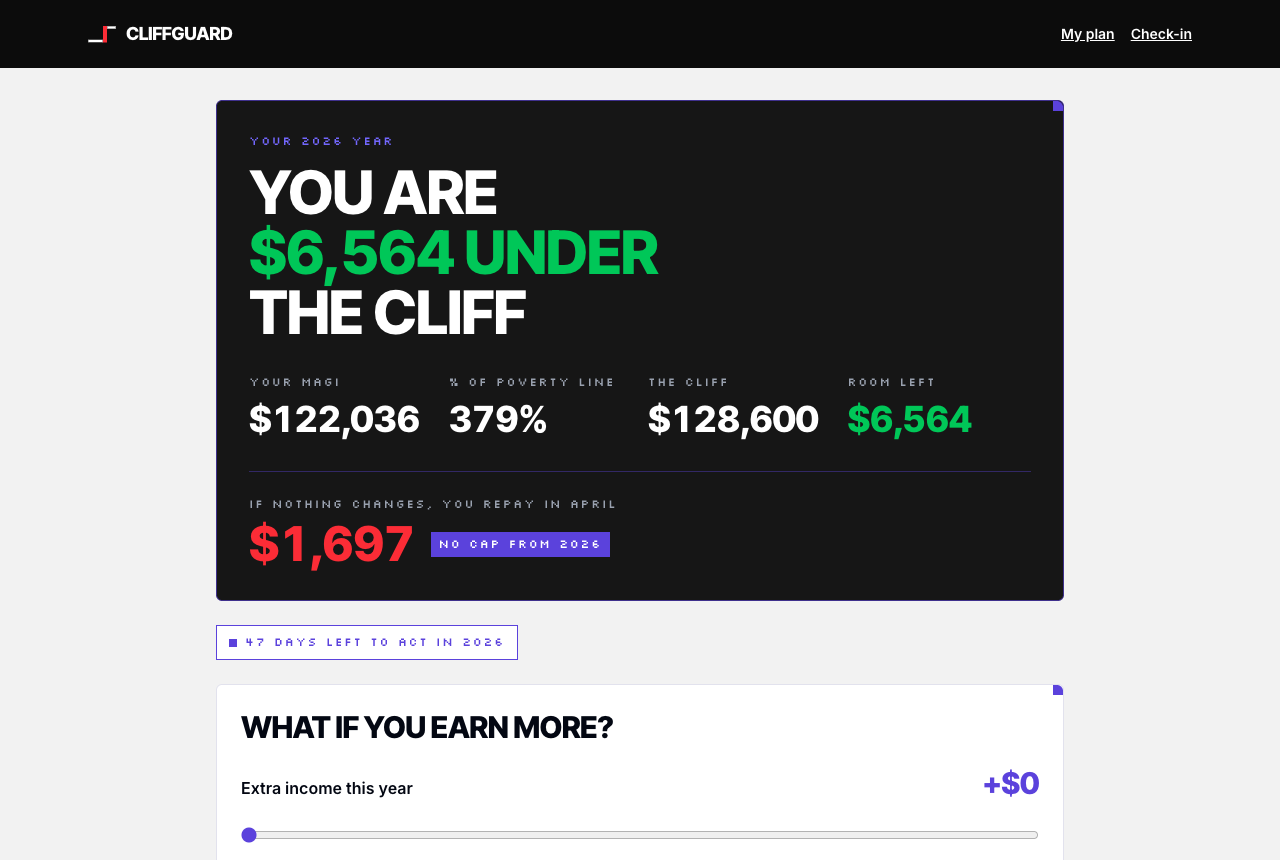 CLIFFGUARD
My plan
Check-in
YOUR 2026 YEAR
YOU ARE
$6,564 UNDER
THE CLIFF
YOUR MAGI
% OF POVERTY LINE
THE CLIFF
ROOM LEFT
$122,036
379%
$128,600
$6,564
IF NOTHING CHANGES, YOU REPAY IN APRIL
$1,697
NO CAP FROM 2026
47 DAYS LEFT TO ACT IN 2026
WHAT IF YOU EARN MORE?
Extra income this year
+$0